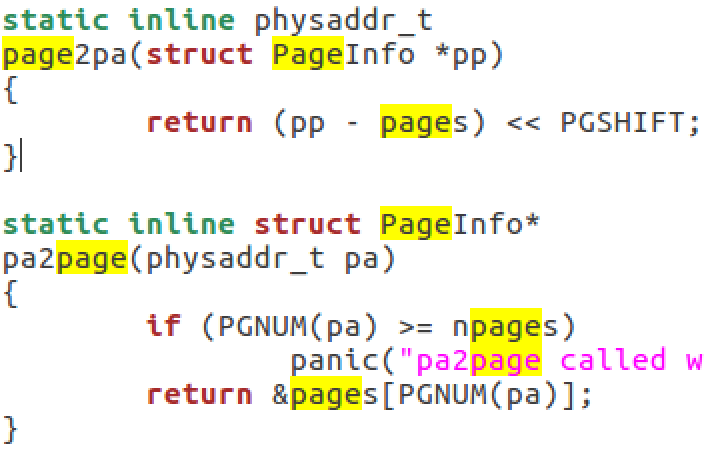 static inline physaddr_t
page2pa(struct PageInfo *pp)
{
        return (pp - pages) << PGSHIFT;
}

static inline struct PageInfo*
pa2page(physaddr_t pa)
{
        if (PGNUM(pa) >= npages)
                panic("pa2page called w
        return &pages[PGNUM(pa)];
}